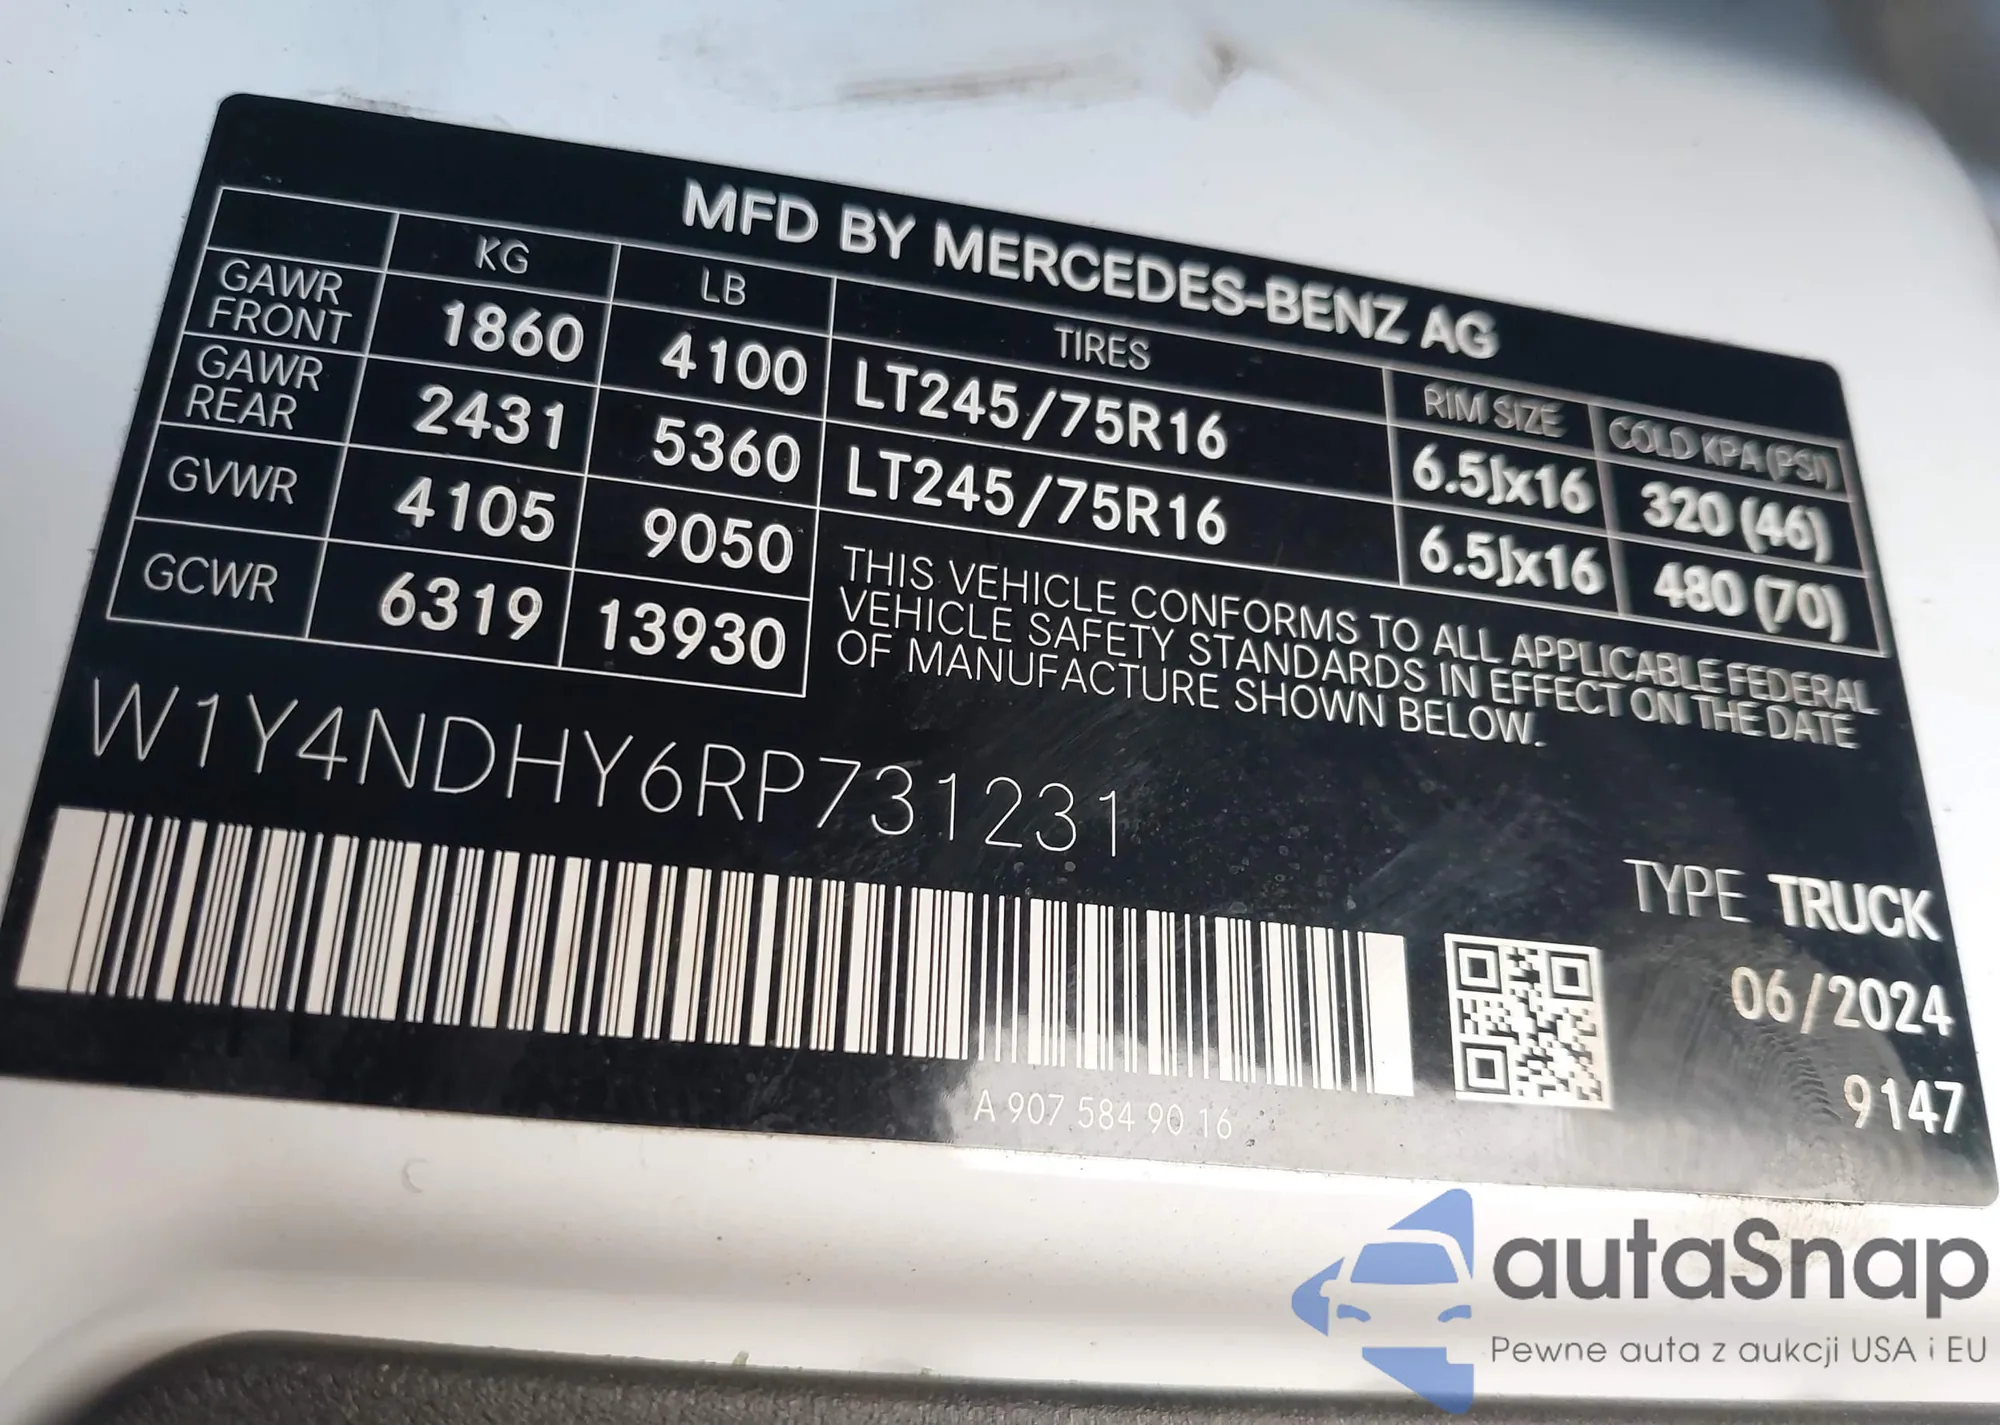 MFD BY MERCEDES-BENZ AG
KG LB TIRES RIM SIZE COLD KPA (PSI)
GAWR FRONT 1860 4100 LT245/75R16 6.5Jx16 320 (46)
GAWR REAR 2431 5360 LT245/75R16 6.5Jx16 480 (70)
GVWR 4105 9050
GCWR 6319 13930
THIS VEHICLE CONFORMS TO ALL APPLICABLE FEDERAL
VEHICLE SAFETY STANDARDS IN EFFECT ON THE DATE
OF MANUFACTURE SHOWN BELOW.
W1Y4NDHY6RP731231
TYPE TRUCK
06/2024
9147
A 907 584 90 16
autaSnap
Pewne auta z aukcji USA i EU